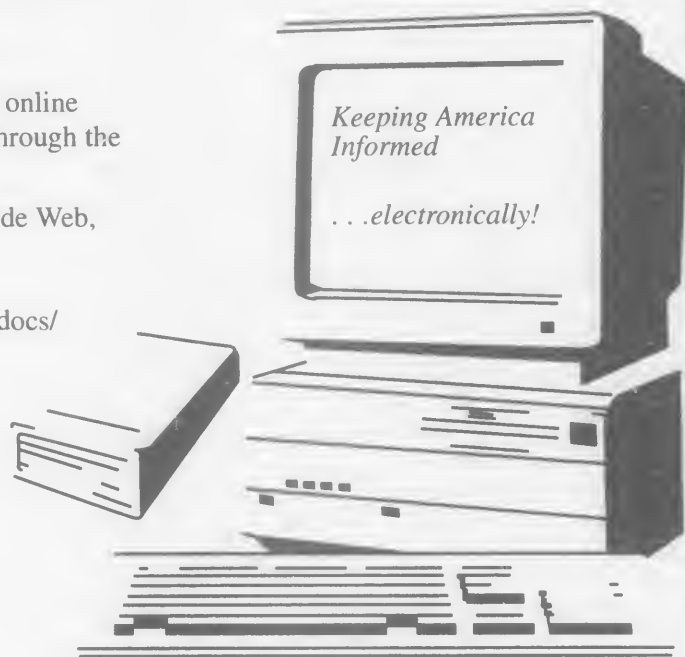 online
hrough the
de Web,
docs/
Keeping America
Informed
. . .electronically!